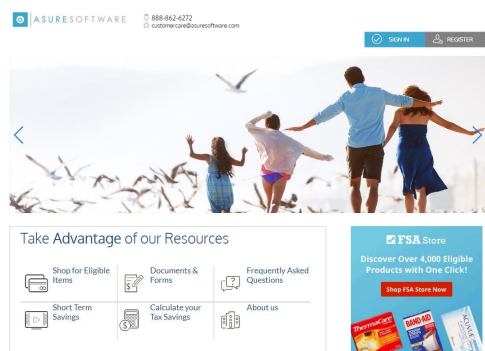 ASURESOFTWARE
888-862-6272
customercare@asuresoftware.com
SIGN IN
REGISTER
Take Advantage of our Resources
Shop for Eligible
Items
Documents &
Forms
Frequently Asked
Questions
Short Term
Savings
Calculate your
Tax Savings
About us
FSA Store
Discover Over 4,000 Eligible
Products with One Click!
Shop FSA Store Now
ThermaCare
BAND-AID
ACUVUE